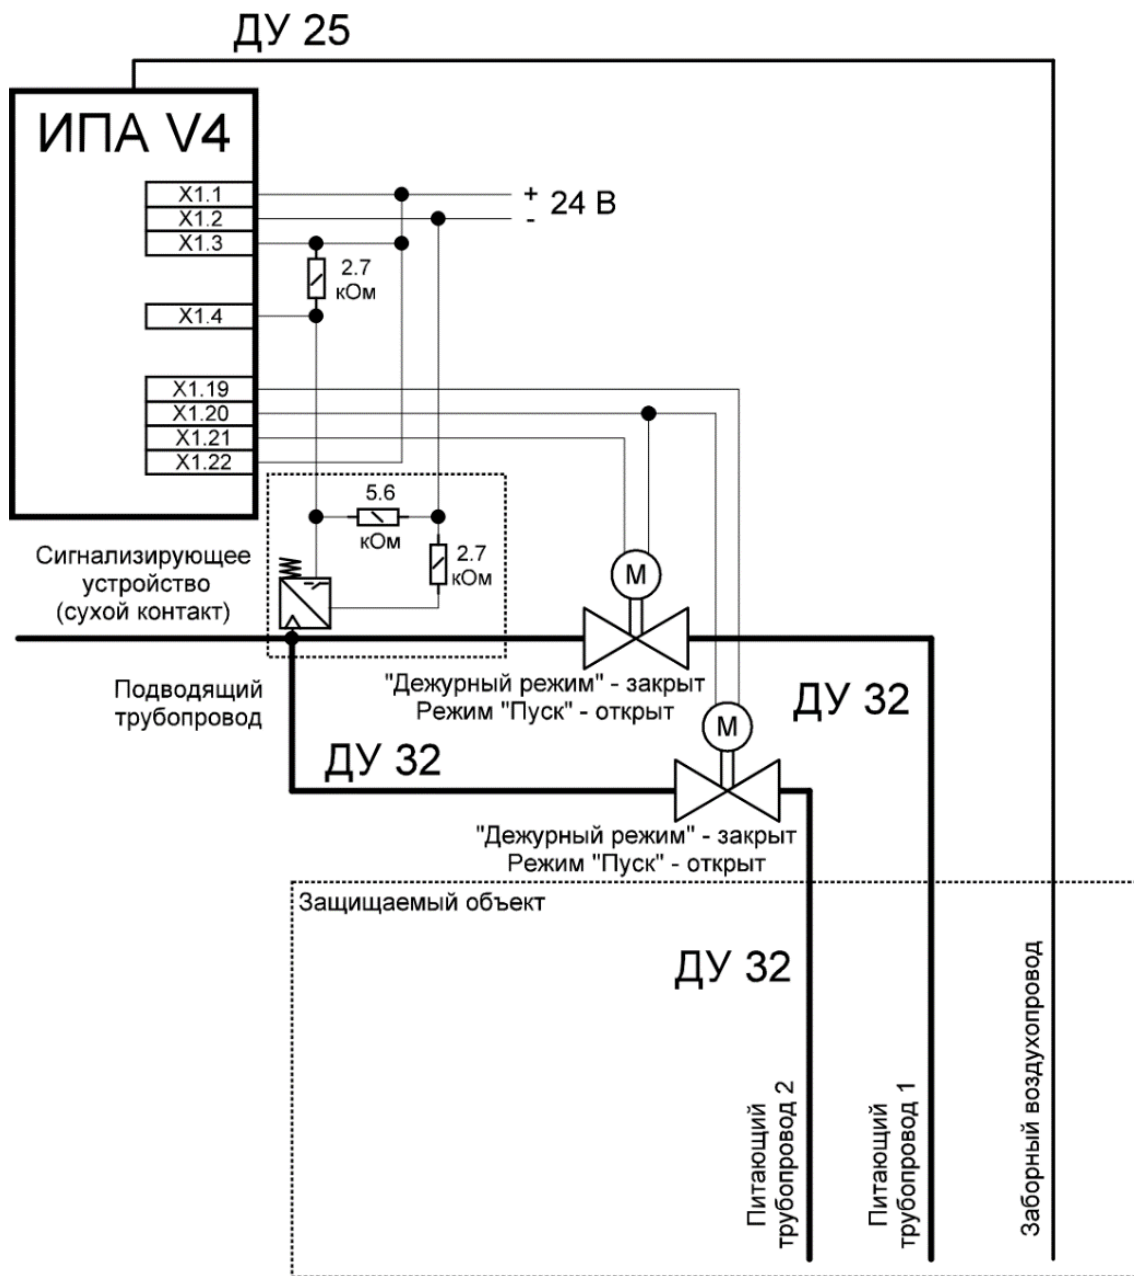 ДУ 25
ИПА V4
X1.1
X1.2
X1.3
X1.4
X1.19
X1.20
X1.21
X1.22
+
-
24 В
2.7
кОм
5.6
кОм
2.7
кОм
Сигнализирующее
устройство
(сухой контакт)
М
"Дежурный режим" - закрыт
Режим "Пуск" - открыт
Подводящий
трубопровод
ДУ 32
ДУ 32
М
"Дежурный режим" - закрыт
Режим "Пуск" - открыт
Защищаемый объект
ДУ 32
Питающий
трубопровод 2
Питающий
трубопровод 1
Заборный воздухопровод